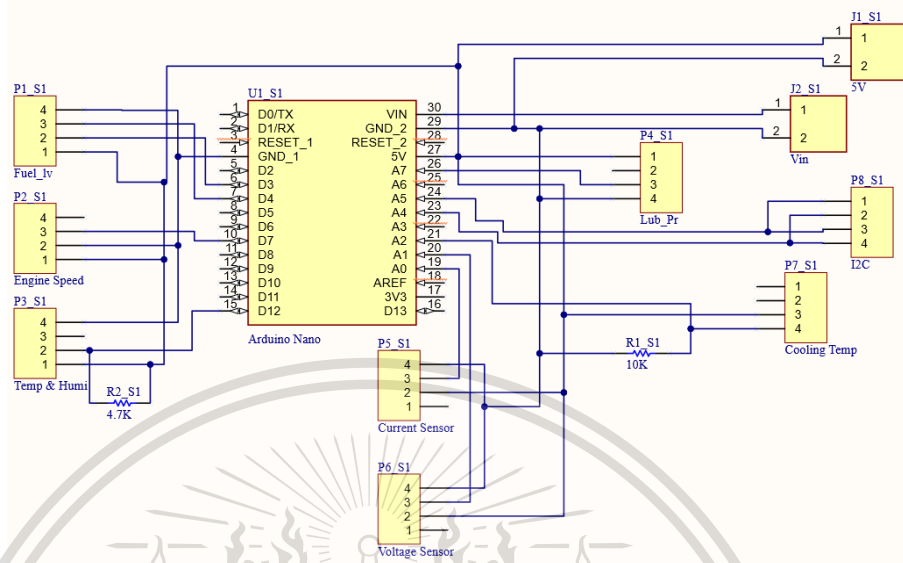 J1_S1
1
1
2
2
5V
J2_S1
1
1
2
2
Vin
P1_S1
4
3
2
1
Fuel_lv
P2_S1
4
3
2
1
Engine Speed
P3_S1
4
3
2
1
Temp & Humi
R2_S1
4.7K
U1_S1
1 D0/TX VIN 30
2 D1/RX GND_2 29
3 RESET_1 RESET_2 28
4 GND_1 5V 27
5 D2 A7 26
6 D3 A6 25
7 D4 A5 24
8 D5 A4 23
9 D6 A3 22
10 D7 A2 21
11 D8 A1 20
12 D9 A0 19
13 D10 AREF 18
14 D11 3V3 17
15 D12 D13 16
Arduino Nano
P4_S1
1
2
3
4
Lub_Pr
P8_S1
1
2
3
4
I2C
P7_S1
1
2
3
4
Cooling Temp
R1_S1
10K
P5_S1
4
3
2
1
Current Sensor
P6_S1
4
3
2
1
Voltage Sensor